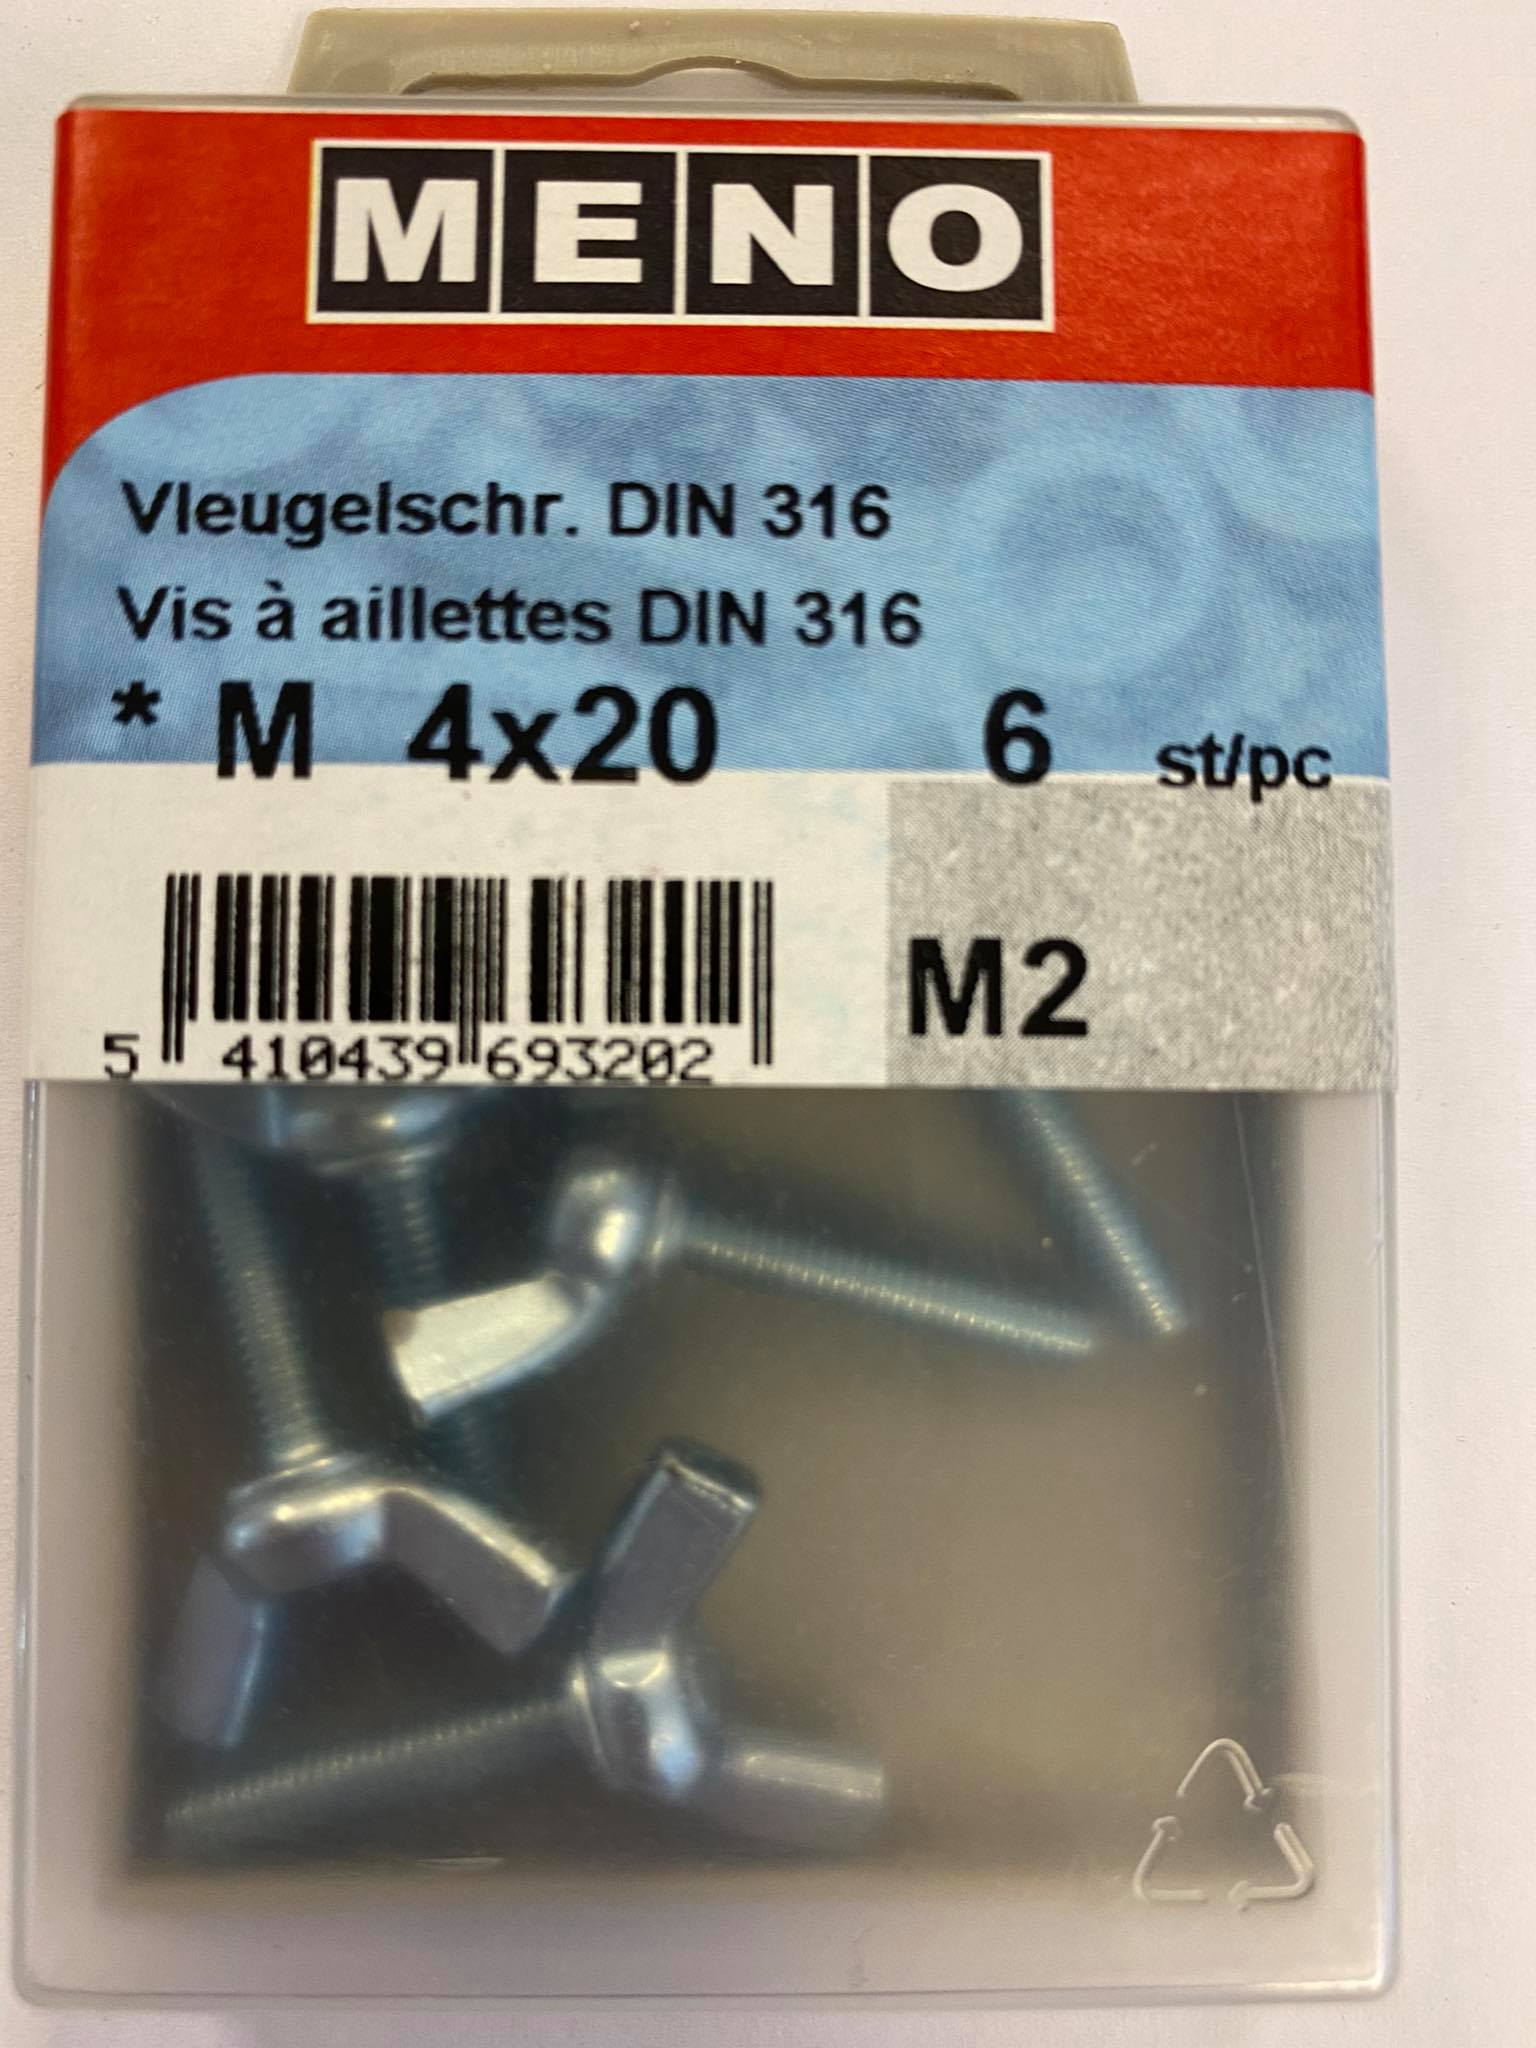 MENO
Vleugelschr. DIN 316
Vis à aillettes DIN 316
* M 4x20 6 st/pc
M2
5 410439 693202